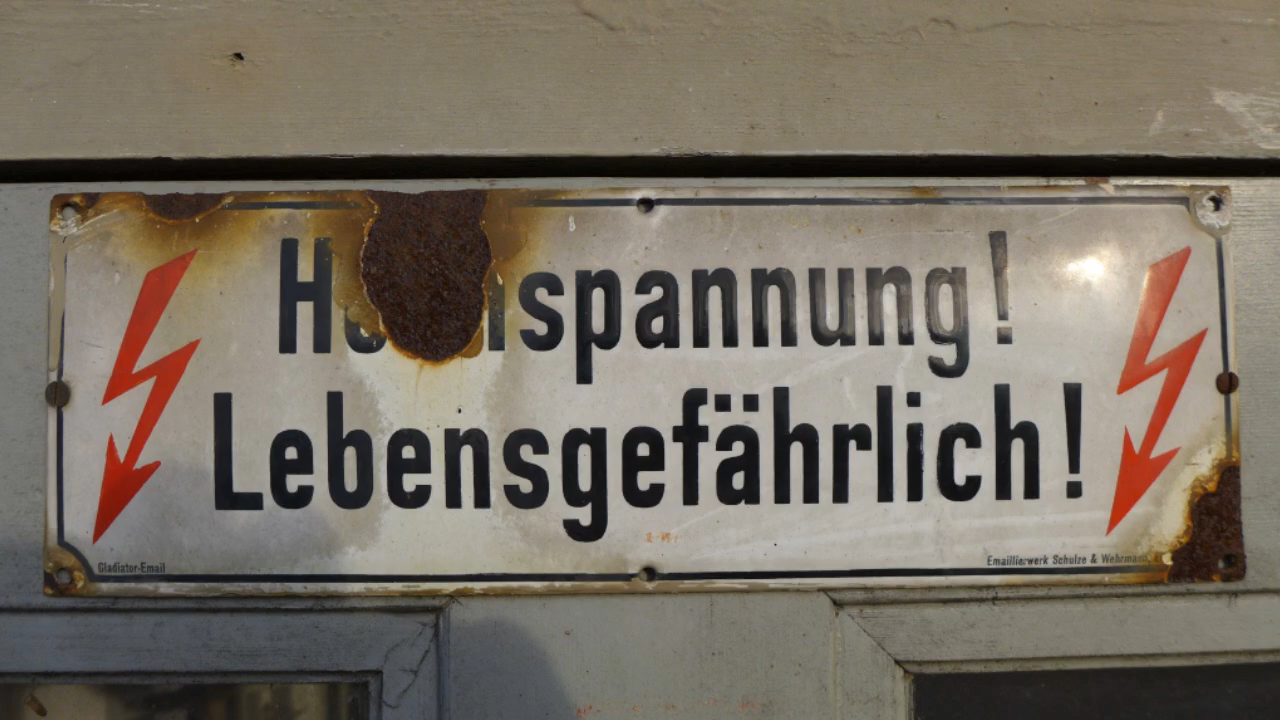 Hochspannung!
Lebensgefährlich!
Gladiator-Email
Emaillierwerk Schulze & Wehrmann